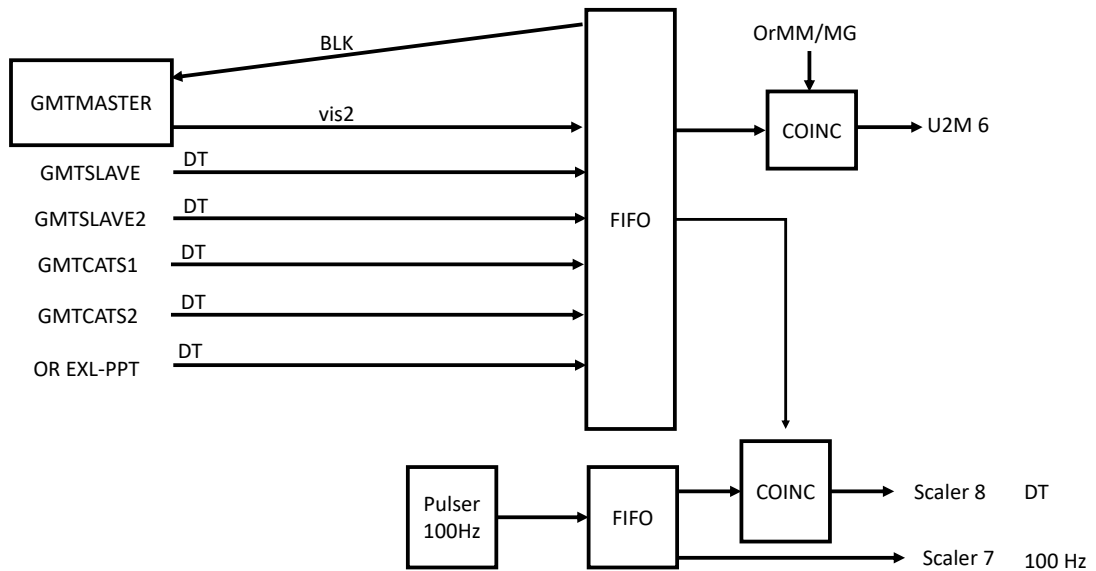 BLK
OrMM/MG
GMTMASTER
vis2
COINC
U2M 6
DT
GMTSLAVE
DT
GMTSLAVE2
FIFO
DT
GMTCATS1
DT
GMTCATS2
DT
OR EXL-PPT
Pulser
100Hz
FIFO
COINC
Scaler 8 DT
Scaler 7 100 Hz